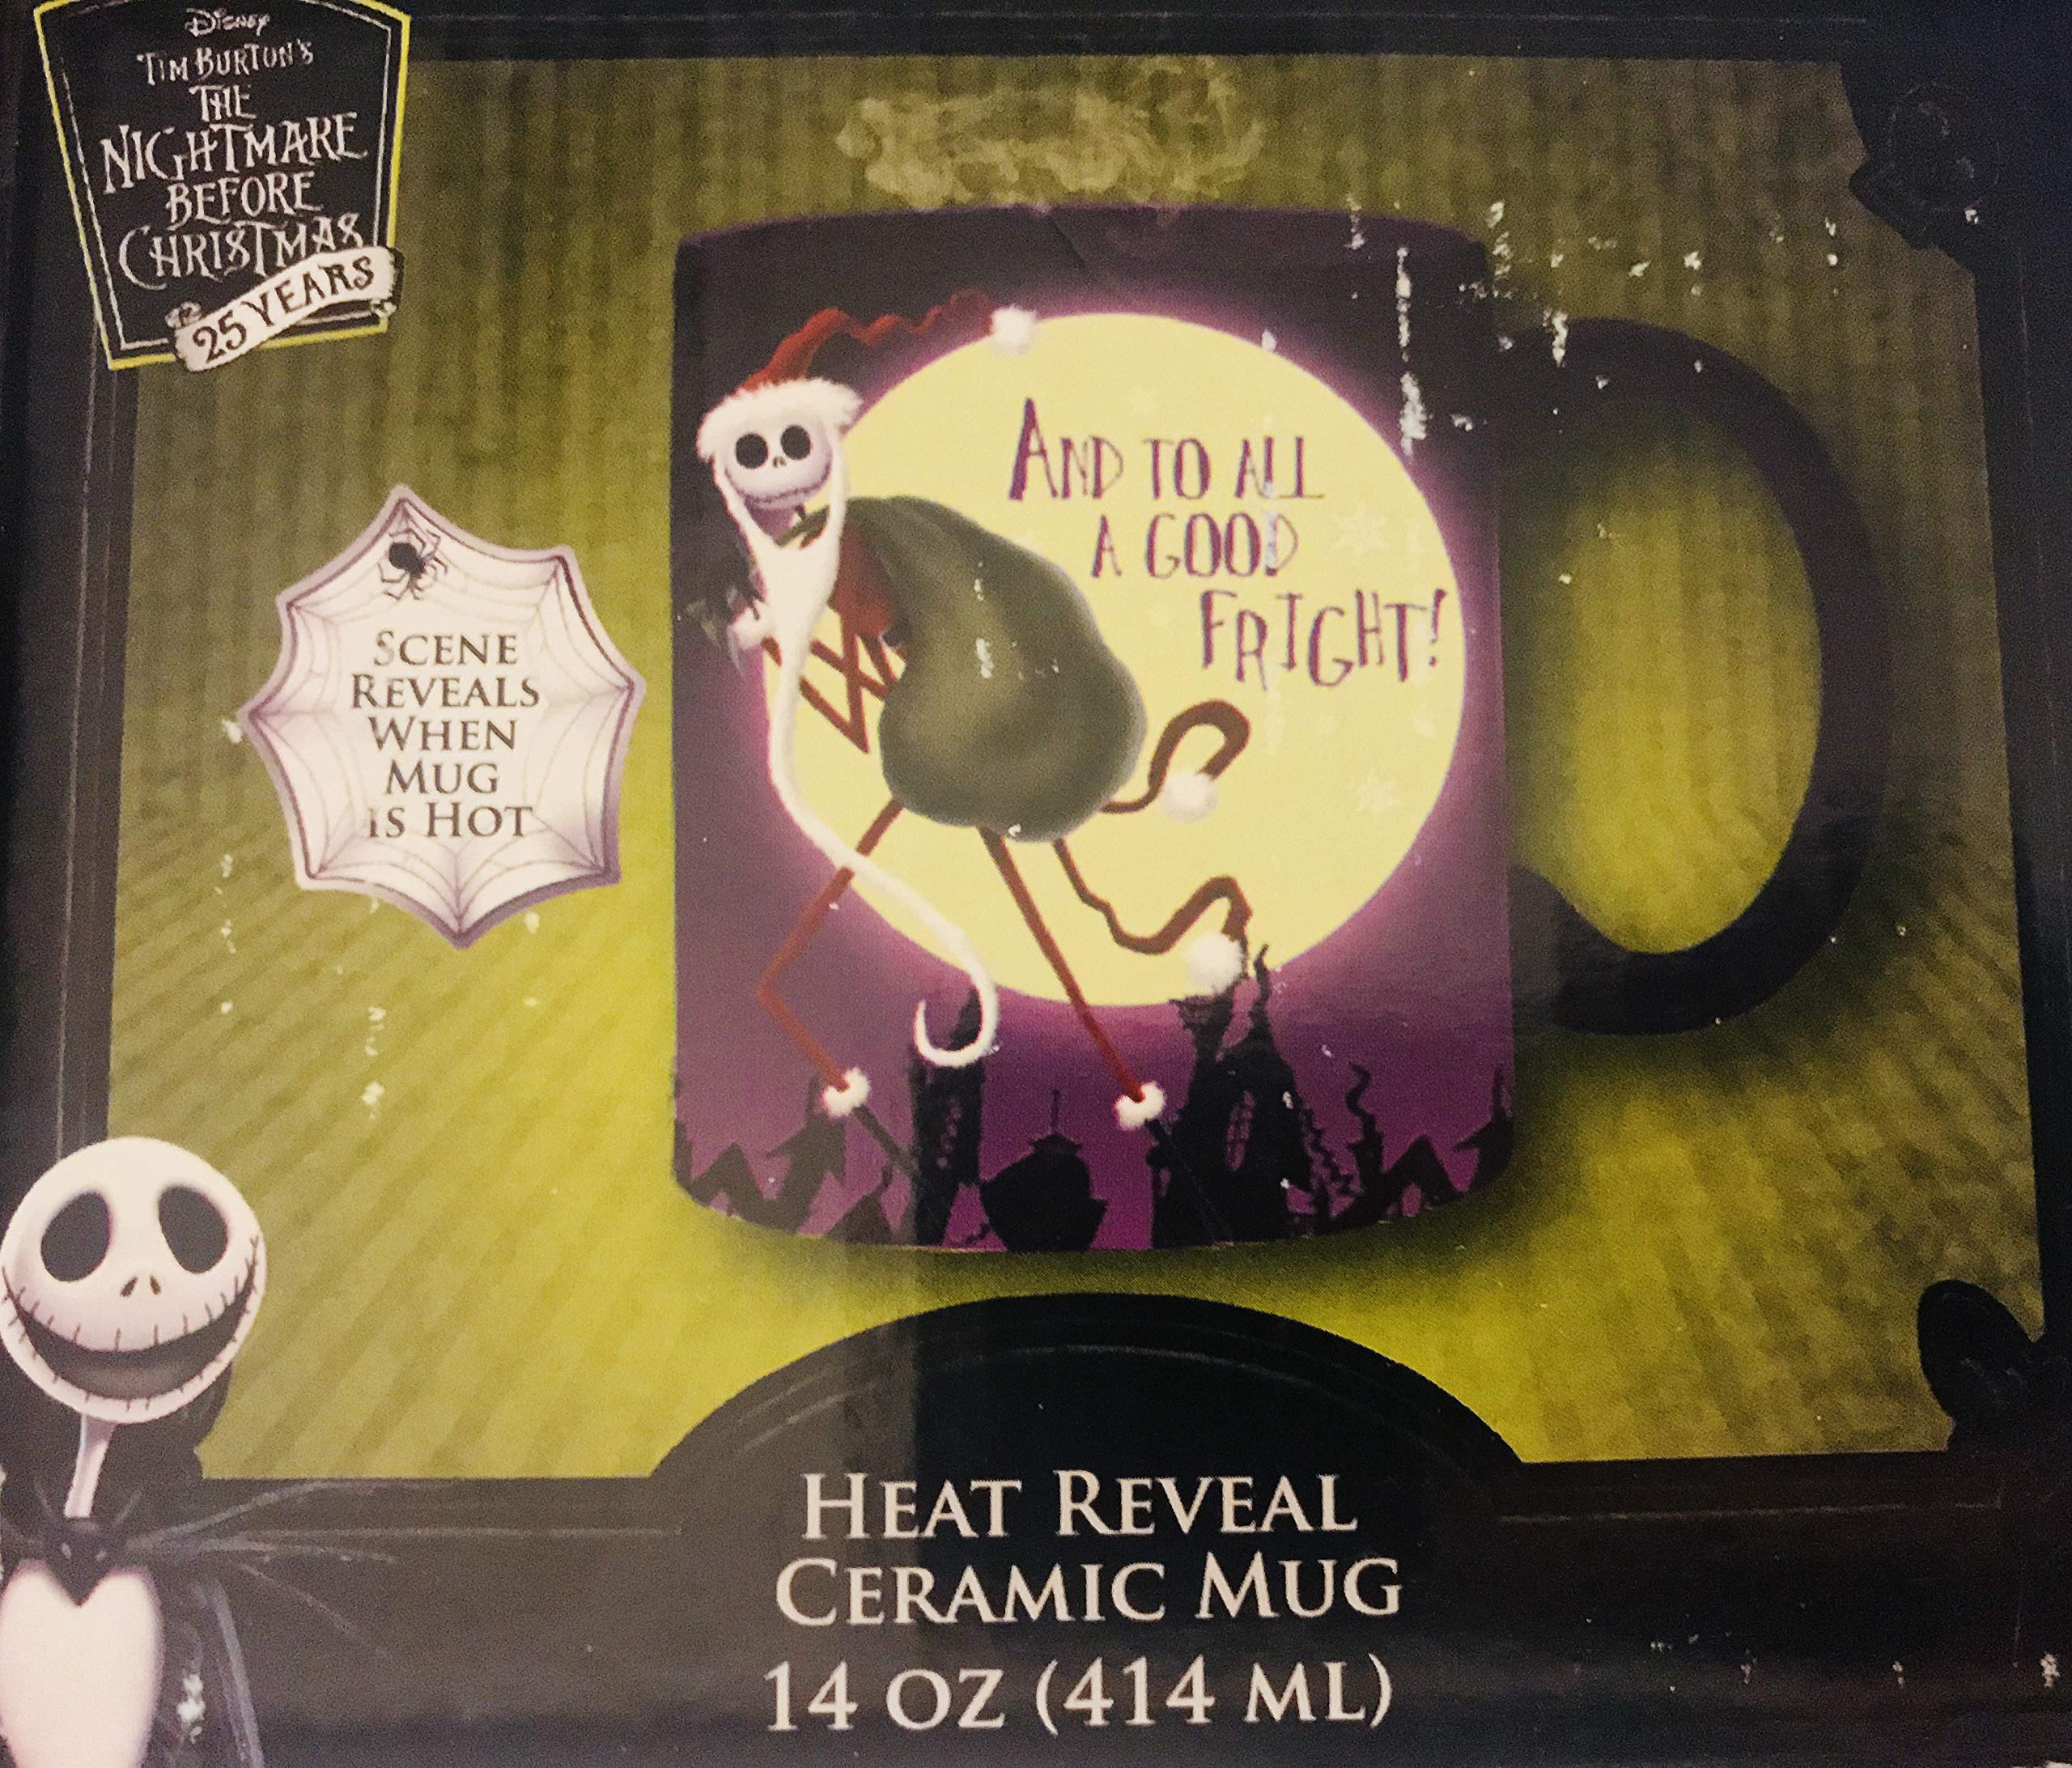 Disney
TIM BURTON'S
THE
NIGHTMARE
BEFORE
CHRISTMAS
25 YEARS
AND TO ALL
A GOOD
FRIGHT!
SCENE
REVEALS
WHEN
MUG
IS HOT
HEAT REVEAL
CERAMIC MUG
14 OZ (414 ML)